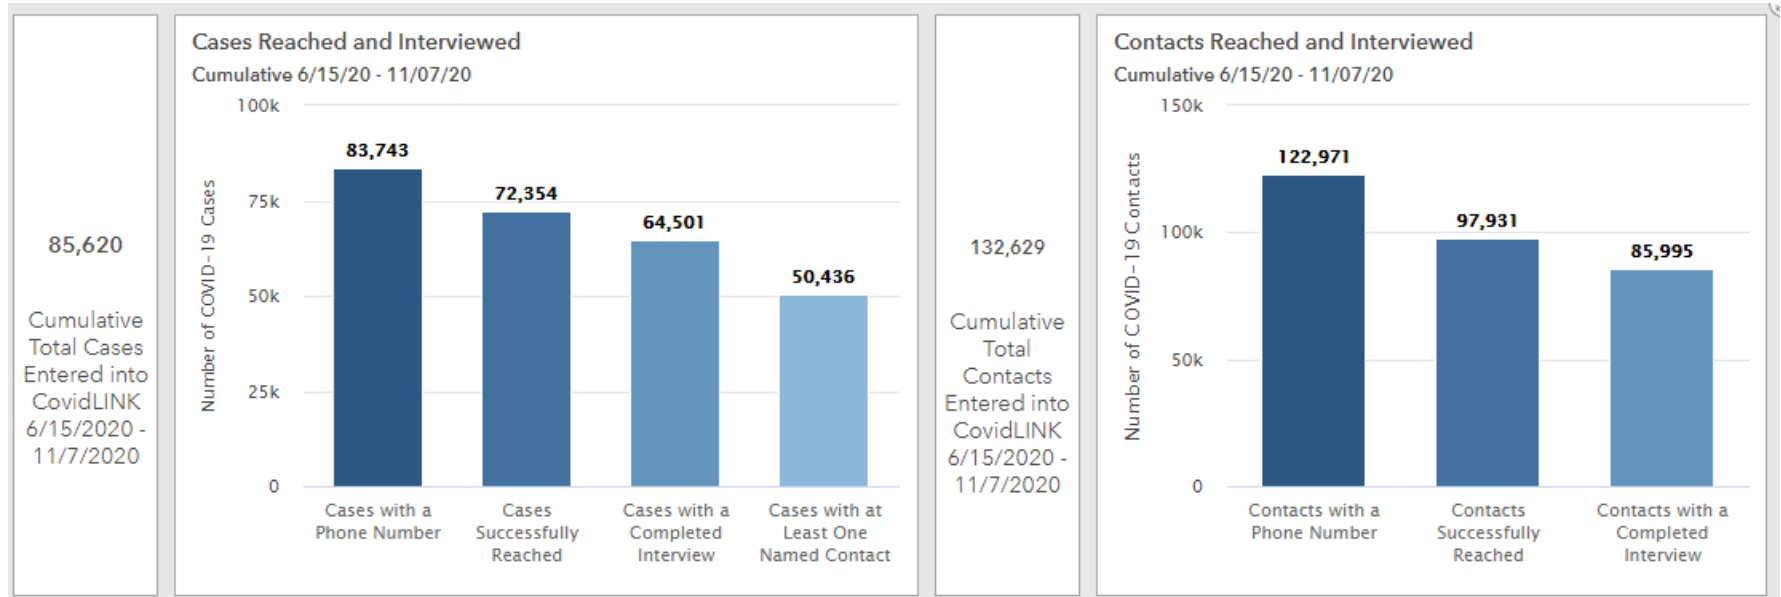 85,620
Cumulative
Total Cases
Entered into
CovidLINK
6/15/2020 -
11/7/2020
Cases Reached and Interviewed
Cumulative 6/15/20 - 11/07/20
Number of COVID-19 Cases
100k
75k
50k
25k
0
83,743
72,354
64,501
50,436
Cases with a
Phone Number
Cases
Successfully
Reached
Cases with a
Completed
Interview
Cases with at
Least One
Named Contact
132,629
Cumulative
Total
Contacts
Entered into
CovidLINK
6/15/2020 -
11/7/2020
Contacts Reached and Interviewed
Cumulative 6/15/20 - 11/07/20
Number of COVID-19 Contacts
150k
100k
50k
0
122,971
97,931
85,995
Contacts with a
Phone Number
Contacts
Successfully
Reached
Contacts with a
Completed
Interview